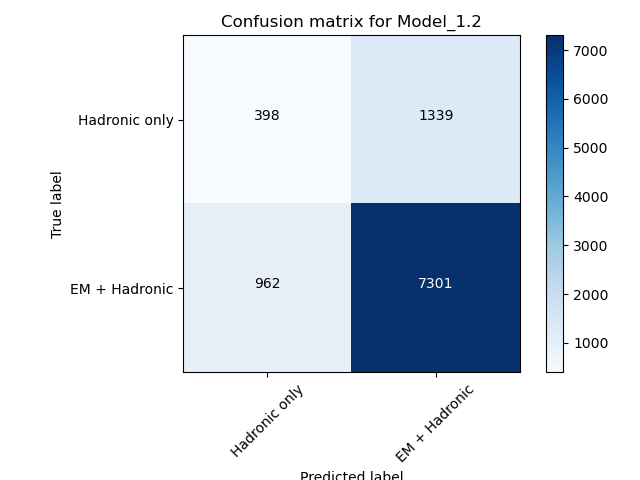 Confusion matrix for Model_1.2
True label
Hadronic only
398
1339
EM + Hadronic
962
7301
Hadronic only
EM + Hadronic
Predicted label
7000
6000
5000
4000
3000
2000
1000